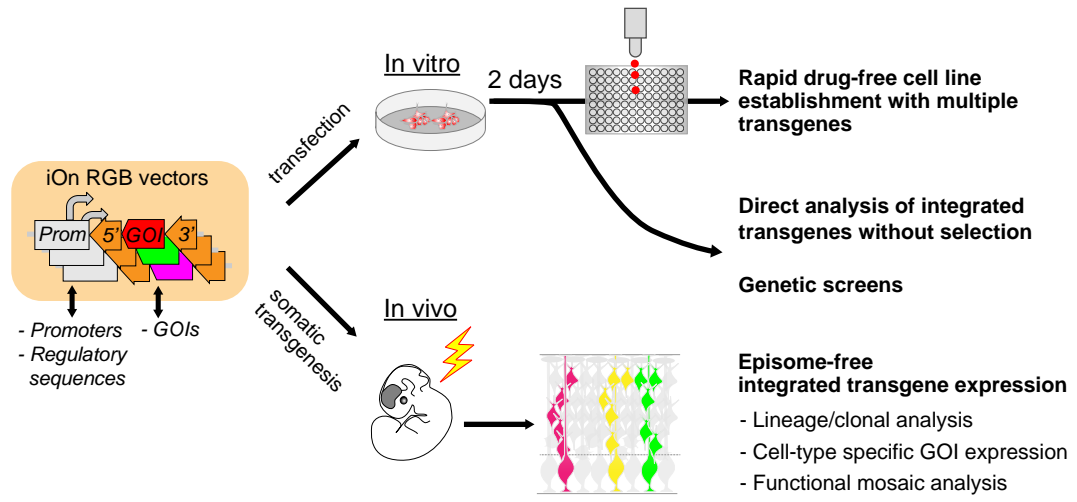 iOn RGB vectors
Prom
5'
GOI
3'
- Promoters
- Regulatory
sequences
- GOIs
transfection
somatic
transgenesis
In vitro
2 days
In vivo
Rapid drug-free cell line
establishment with multiple
transgenes
Direct analysis of integrated
transgenes without selection
Genetic screens
Episome-free
integrated transgene expression
- Lineage/clonal analysis
- Cell-type specific GOI expression
- Functional mosaic analysis